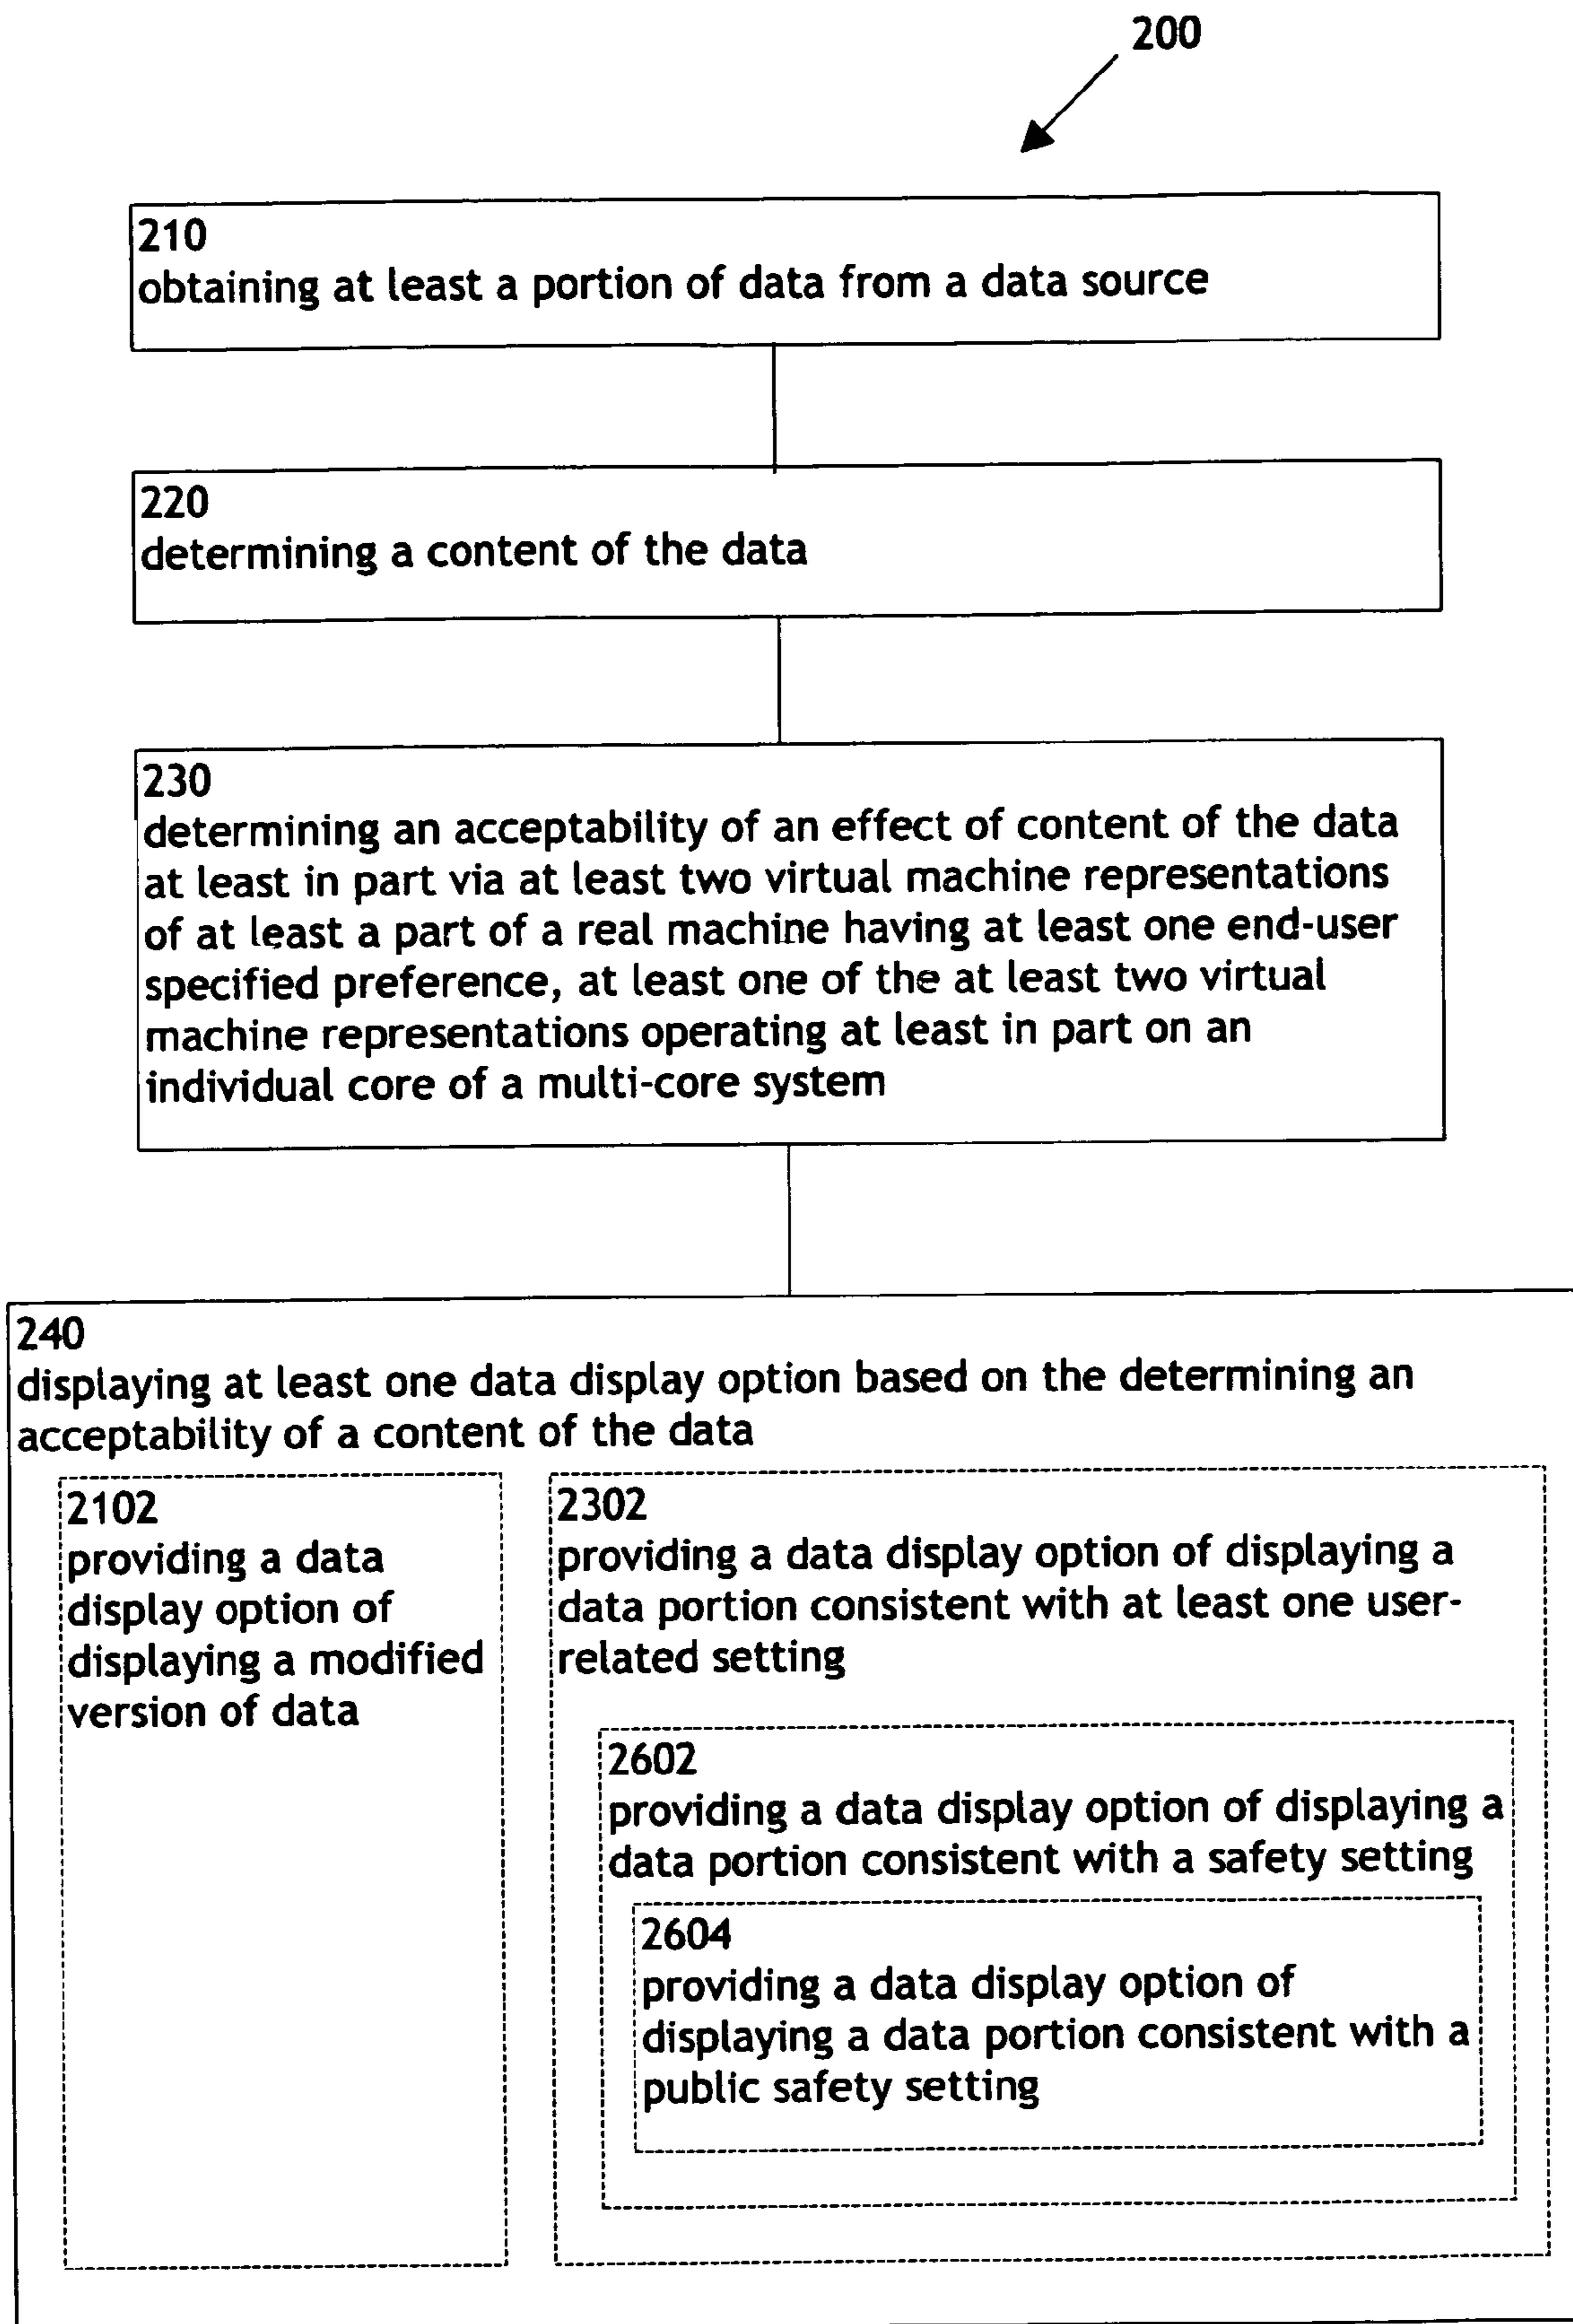 200
210
obtaining at least a portion of data from a data source
220
determining a content of the data
230
determining an acceptability of an effect of content of the data
at least in part via at least two virtual machine representations
of at least a part of a real machine having at least one end-user
specified preference, at least one of the at least two virtual
machine representations operating at least in part on an
individual core of a multi-core system
240
displaying at least one data display option based on the determining an
acceptability of a content of the data
2102
providing a data
display option of
displaying a modified
version of data
2302
providing a data display option of displaying a
data portion consistent with at least one user-
related setting
2602
providing a data display option of displaying a
data portion consistent with a safety setting
2604
providing a data display option of
displaying a data portion consistent with a
public safety setting